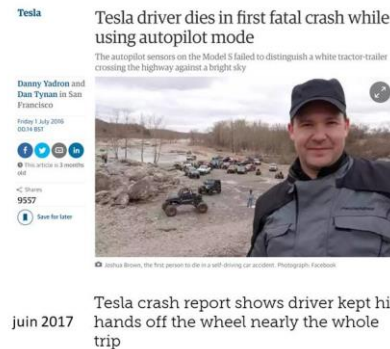 Tesla
Tesla driver dies in first fatal crash while
using autopilot mode
The autopilot sensors on the Model S failed to distinguish a white tractor-trailer
crossing the highway against a bright sky
Danny Yadron and
Dan Tynan in San
Francisco
Friday 1 July 2016
00.14 BST
This article is 3 months
old
Shares
9557
Save for later
Joshua Brown, the first person to die in a self-driving car accident. Photograph: Facebook
juin 2017
Tesla crash report shows driver kept hi
hands off the wheel nearly the whole
trip